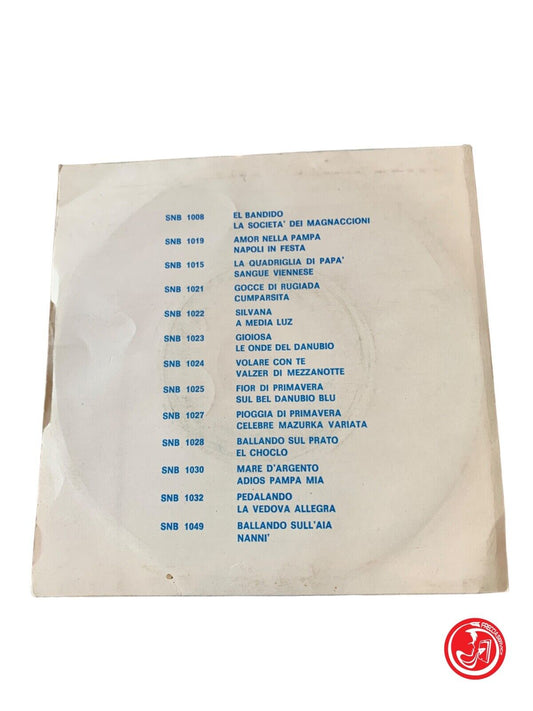 SNB 1008 EL BANDIDO
LA SOCIETA' DEI MAGNACCIONI
SNB 1019 AMOR NELLA PAMPA
NAPOLI IN FESTA
SNB 1015 LA QUADRIGLIA DI PAPA'
SANGUE VIENNESE
SNB 1021 GOCCE DI RUGIADA
CUMPARSITA
SNB 1022 SILVANA
A MEDIA LUZ
SNB 1023 GIOIOSA
LE ONDE DEL DANUBIO
SNB 1024 VOLARE CON TE
VALZER DI MEZZANOTTE
SNB 1025 FIOR DI PRIMAVERA
SUL BEL DANUBIO BLU
SNB 1027 PIOGGIA DI PRIMAVERA
CELEBRE MAZURKA VARIATA
SNB 1028 BALLANDO SUL PRATO
EL CHOCLO
SNB 1030 MARE D'ARGENTO
ADIOS PAMPA MIA
SNB 1032 PEDALANDO
LA VEDOVA ALLEGRA
SNB 1049 BALLANDO SULL'AIA
NANNI'